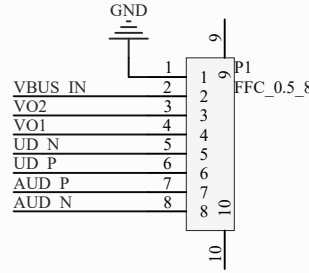 GND
9
1 1 9 P1
VBUS_IN 2 2 FFC_0.5_8
VO2 3 3
VO1 4 4
UD_N 5 5
UD_P 6 6
AUD_P 7 7
AUD_N 8 8 10
10